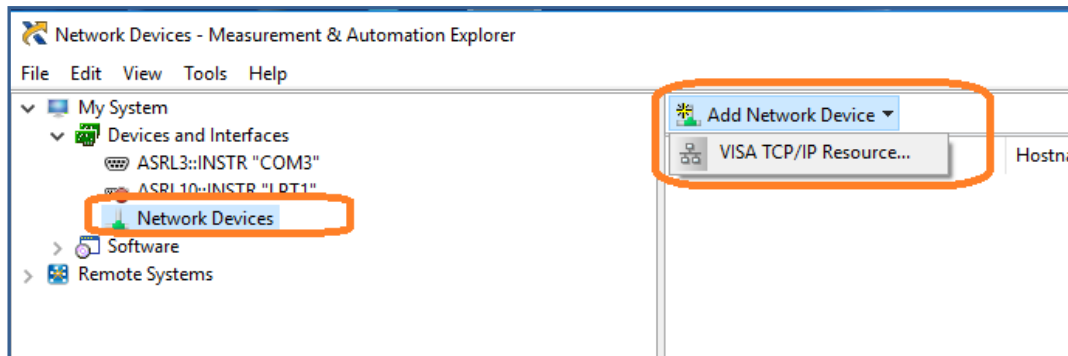 Network Devices - Measurement & Automation Explorer
File Edit View Tools Help
My System
Devices and Interfaces
ASRL3::INSTR "COM3"
ASRL10::INSTR "LPT1"
Network Devices
Software
Remote Systems
Add Network Device
VISA TCP/IP Resource...
Hostna